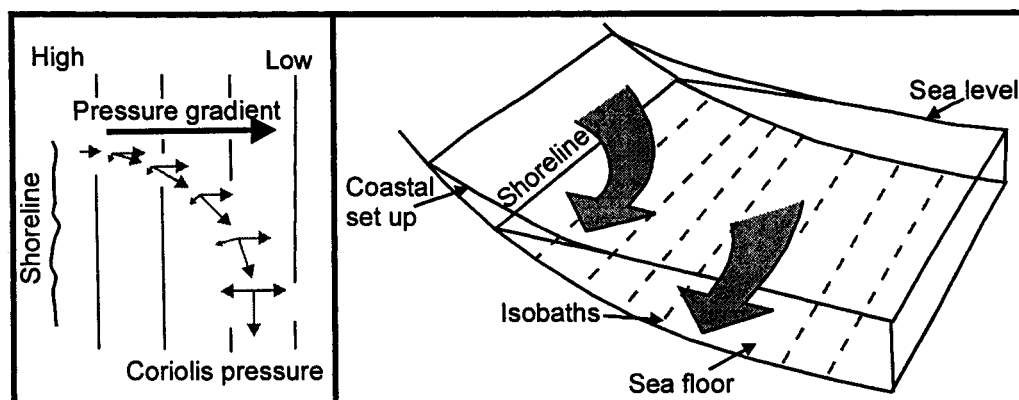 High
Low
Pressure gradient
Shoreline
Coriolis pressure
Sea level
Shoreline
Coastal
set up
Isobaths
Sea floor